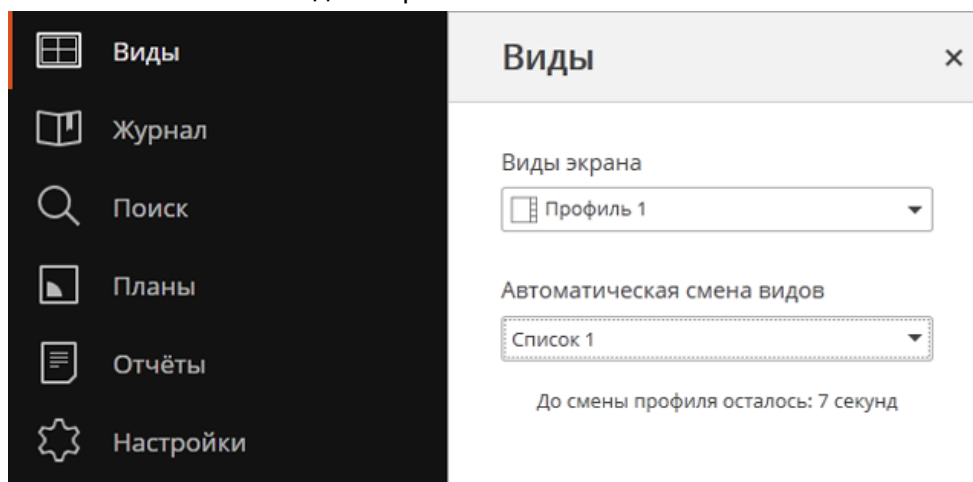 Виды
Журнал
Поиск
Планы
Отчёты
Настройки
Виды
Виды экрана
Профиль 1
Автоматическая смена видов
Список 1
До смены профиля осталось: 7 секунд